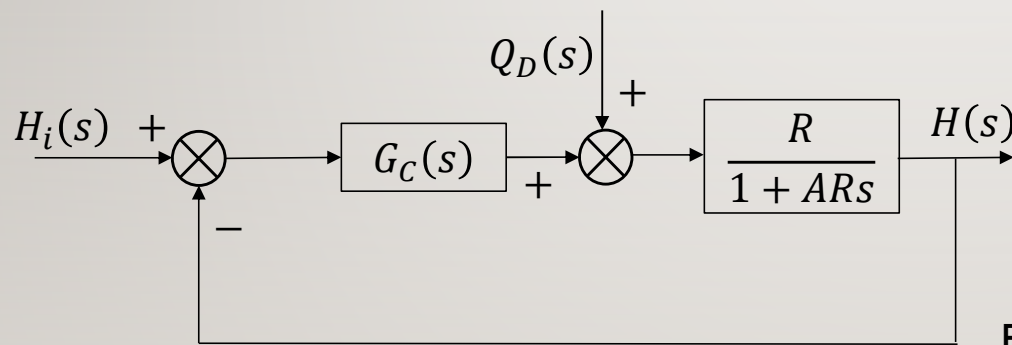 Q_D(s)
+
H_i(s) +
G_C(s)
+
R
1 + ARs
H(s)
−